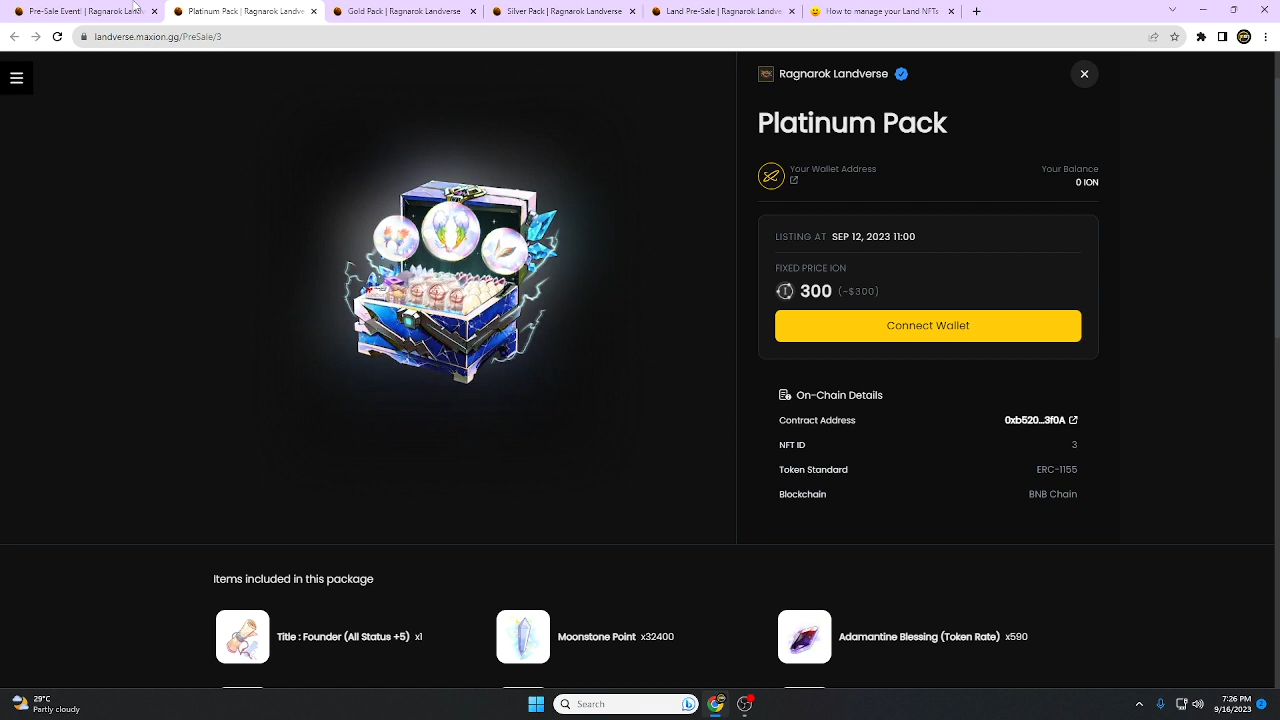 Pre-Sale Event | Ragnarok Landv
Platinum Pack | Ragnarok Landve
Gold Pack | Ragnarok Landverse
Silver Pack | Ragnarok Landverse
Land Pre-Sale | Ragnarok Landve
How to manage your Land NFTs
landverse.maxion.gg/PreSale/3
Ragnarok Landverse
Platinum Pack
Your Wallet Address
Your Balance
0 ION
LISTING AT SEP 12, 2023 11:00
FIXED PRICE ION
300 (~$300)
Connect Wallet
On-Chain Details
Contract Address 0xb520...3f0A
NFT ID 3
Token Standard ERC-1155
Blockchain BNB Chain
Items included in this package
Title : Founder (All Status +5) x1
Moonstone Point x32400
Adamantine Blessing (Token Rate) x590
29°C
Partly cloudy
Search
7:26 PM
9/16/2023
2